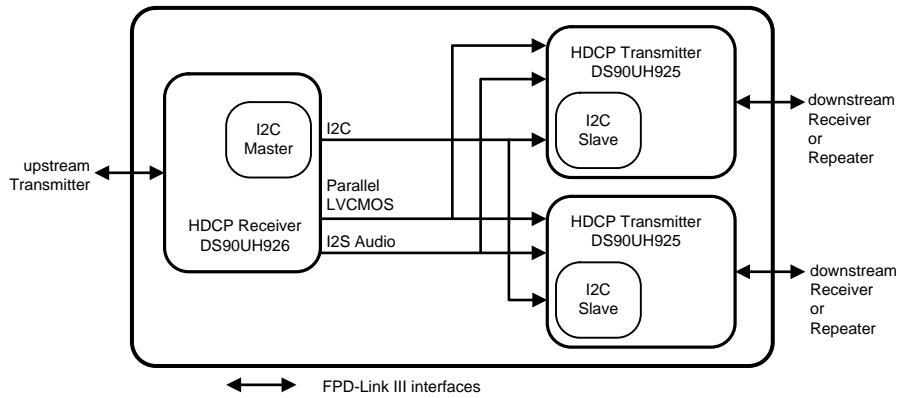 upstream
Transmitter
I2C
Master
HDCP Receiver
DS90UH926
I2C
Parallel
LVCMOS
I2S Audio
HDCP Transmitter
DS90UH925
I2C
Slave
downstream
Receiver
or
Repeater
HDCP Transmitter
DS90UH925
I2C
Slave
downstream
Receiver
or
Repeater
FPD-Link III interfaces